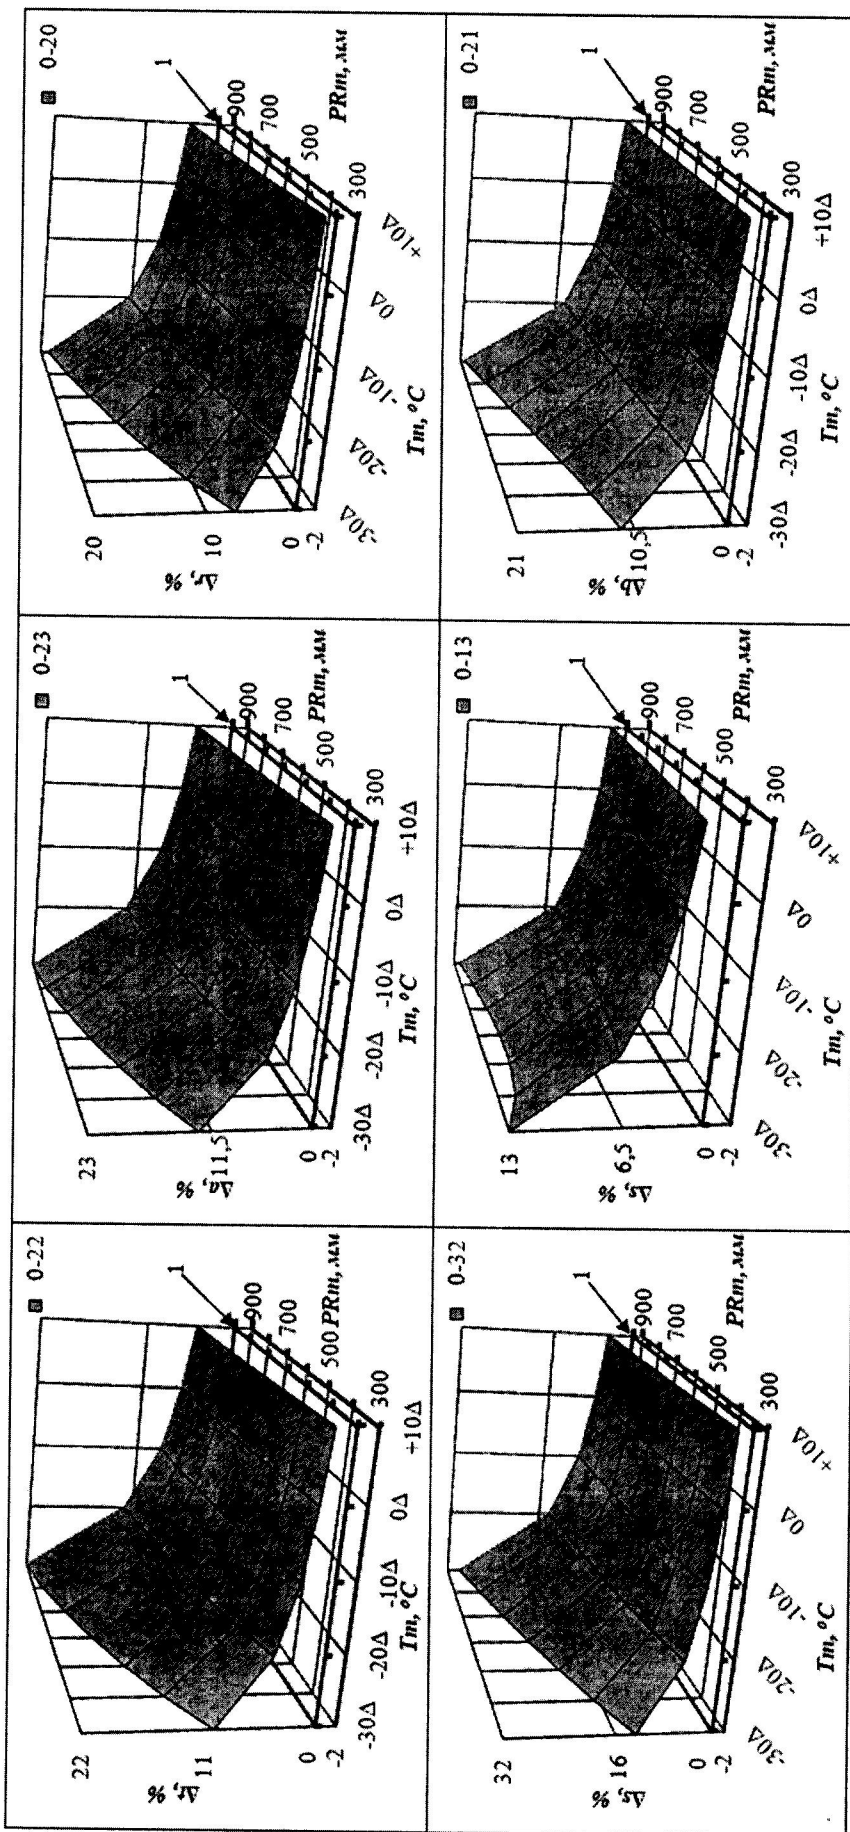 0-22
1
22
11
0
-2
Δt, %
-30Δ
-20Δ
-10Δ
0Δ
+10Δ
Tm, °C
300
500
700
900
PRm, мм
0-23
1
23
11,5
0
-2
Δa, %
-30Δ
-20Δ
-10Δ
0Δ
+10Δ
Tm, °C
300
500
700
900
PRm, мм
0-20
1
20
10
0
-2
Δr, %
-30Δ
-20Δ
-10Δ
0Δ
+10Δ
Tm, °C
300
500
700
900
PRm, мм
0-32
1
32
16
0
-2
Δs, %
-30Δ
-20Δ
-10Δ
0Δ
+10Δ
Tm, °C
300
500
700
900
PRm, мм
0-13
1
13
6,5
0
-2
Δs, %
-30Δ
-20Δ
-10Δ
0Δ
+10Δ
Tm, °C
300
500
700
900
PRm, мм
0-21
1
21
10,5
0
-2
Δb, %
-30Δ
-20Δ
-10Δ
0Δ
+10Δ
Tm, °C
300
500
700
900
PRm, мм